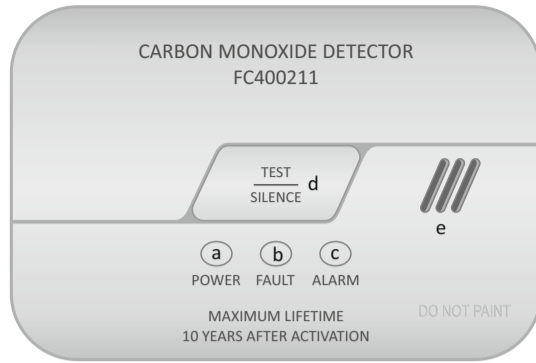 CARBON MONOXIDE DETECTOR
FC400211
TEST
SILENCE
d
e
a
b
c
POWER FAULT ALARM
MAXIMUM LIFETIME
10 YEARS AFTER ACTIVATION
DO NOT PAINT